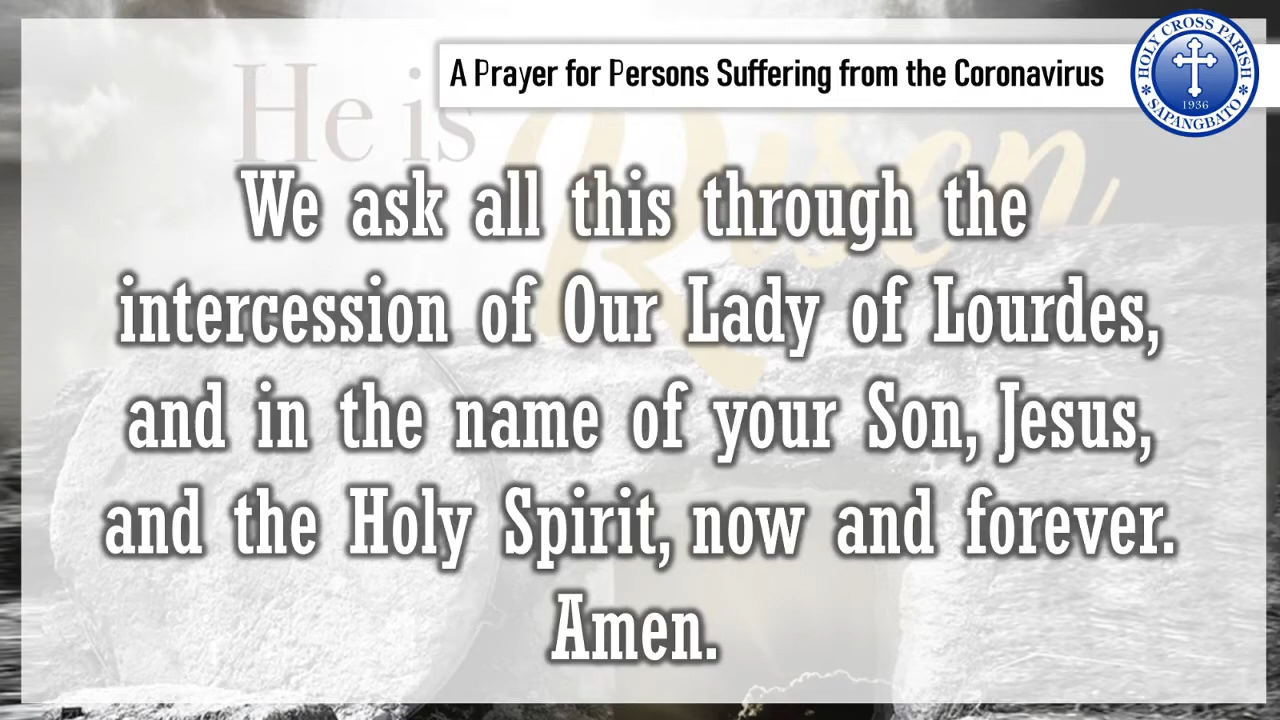 A Prayer for Persons Suffering from the Coronavirus
HOLY CROSS PARISH
1936
SAPANGBATO
He is
Risen
We ask all this through the
intercession of Our Lady of Lourdes,
and in the name of your Son, Jesus,
and the Holy Spirit, now and forever.
Amen.